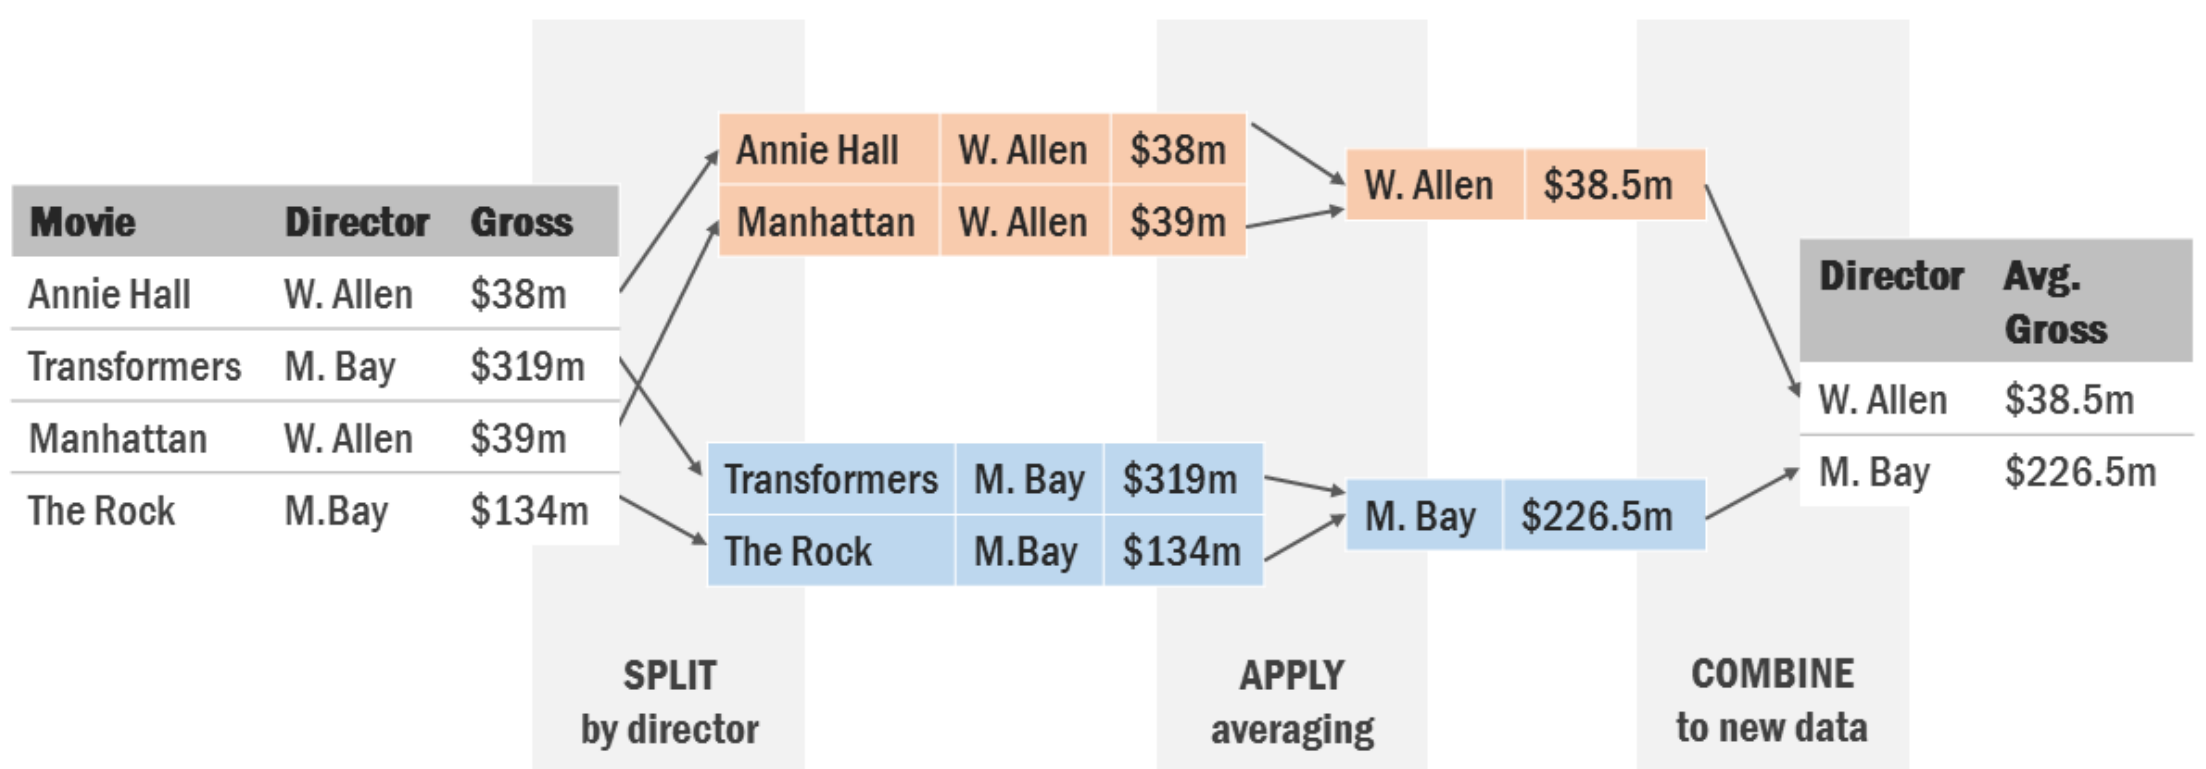 Movie Director Gross
Annie Hall W. Allen $38m
Transformers M. Bay $319m
Manhattan W. Allen $39m
The Rock M.Bay $134m
Annie Hall W. Allen $38m
Manhattan W. Allen $39m
Transformers M. Bay $319m
The Rock M.Bay $134m
W. Allen $38.5m
M. Bay $226.5m
Director Avg.
Gross
W. Allen $38.5m
M. Bay $226.5m
SPLIT
by director
APPLY
averaging
COMBINE
to new data